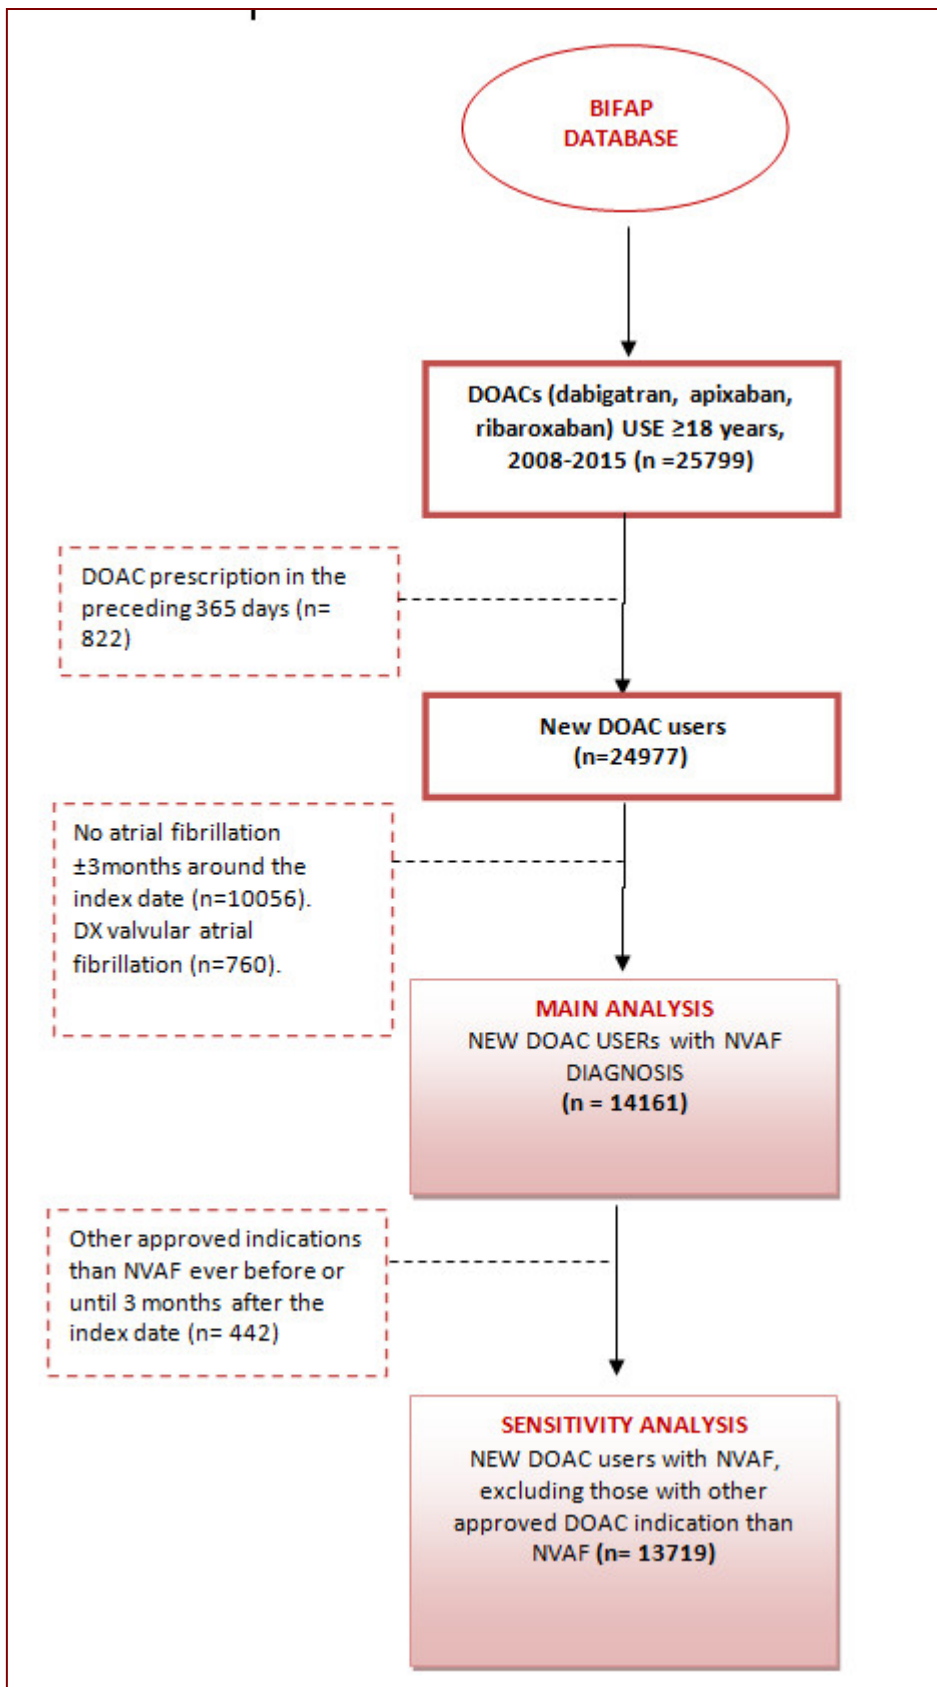 BIFAP
DATABASE
DOACs (dabigatran, apixaban,
ribaroxaban) USE ≥18 years,
2008-2015 (n =25799)
DOAC prescription in the
preceding 365 days (n=
822)
New DOAC users
(n=24977)
No atrial fibrillation
±3months around the
index date (n=10056).
DX valvular atrial
fibrillation (n=760).
MAIN ANALYSIS
NEW DOAC USERs with NVAF
DIAGNOSIS
(n = 14161)
Other approved indications
than NVAF ever before or
until 3 months after the
index date (n= 442)
SENSITIVITY ANALYSIS
NEW DOAC users with NVAF,
excluding those with other
approved DOAC indication than
NVAF (n= 13719)